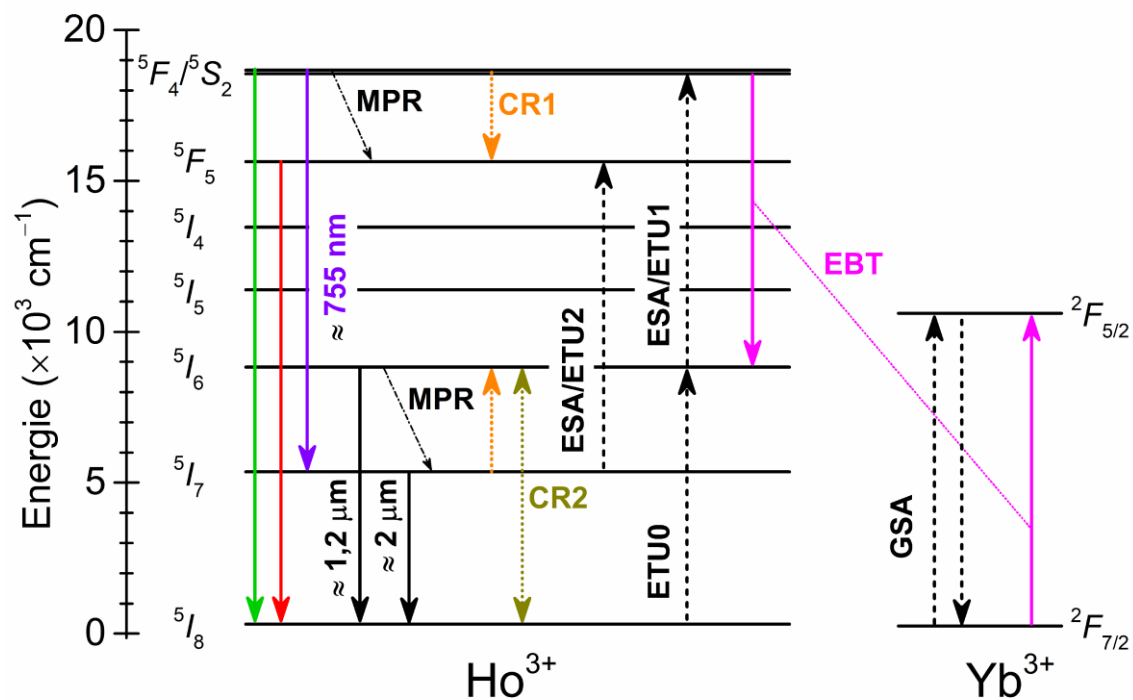 20
15
10
5
0
Energie (×10³ cm⁻¹)
⁵F₄/⁵S₂
⁵F₅
⁵I₄
⁵I₅
⁵I₆
⁵I₇
⁵I₈
MPR
CR1
≈ 755 nm
MPR
≈ 1,2 μm
≈ 2 μm
CR2
ESA/ETU2
ESA/ETU1
ETU0
EBT
GSA
²F₅/₂
²F₇/₂
Ho³⁺
Yb³⁺